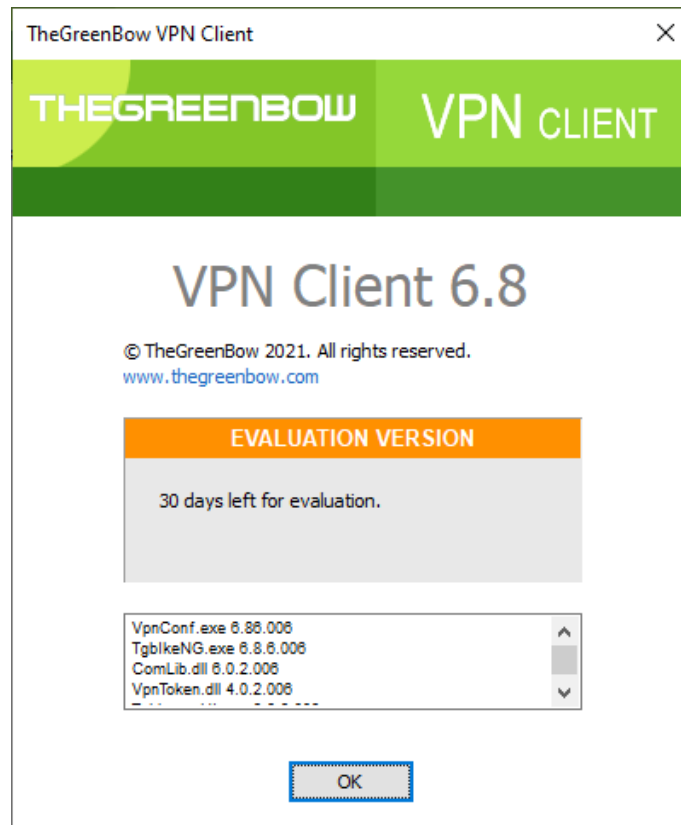 TheGreenBow VPN Client
THEGREENBOW
VPN CLIENT
VPN Client 6.8
© TheGreenBow 2021. All rights reserved.
www.thegreenbow.com
EVALUATION VERSION
30 days left for evaluation.
VpnConf.exe 6.86.006
TgbIkeNG.exe 6.8.6.006
ComLib.dll 6.0.2.006
VpnToken.dll 4.0.2.006
OK